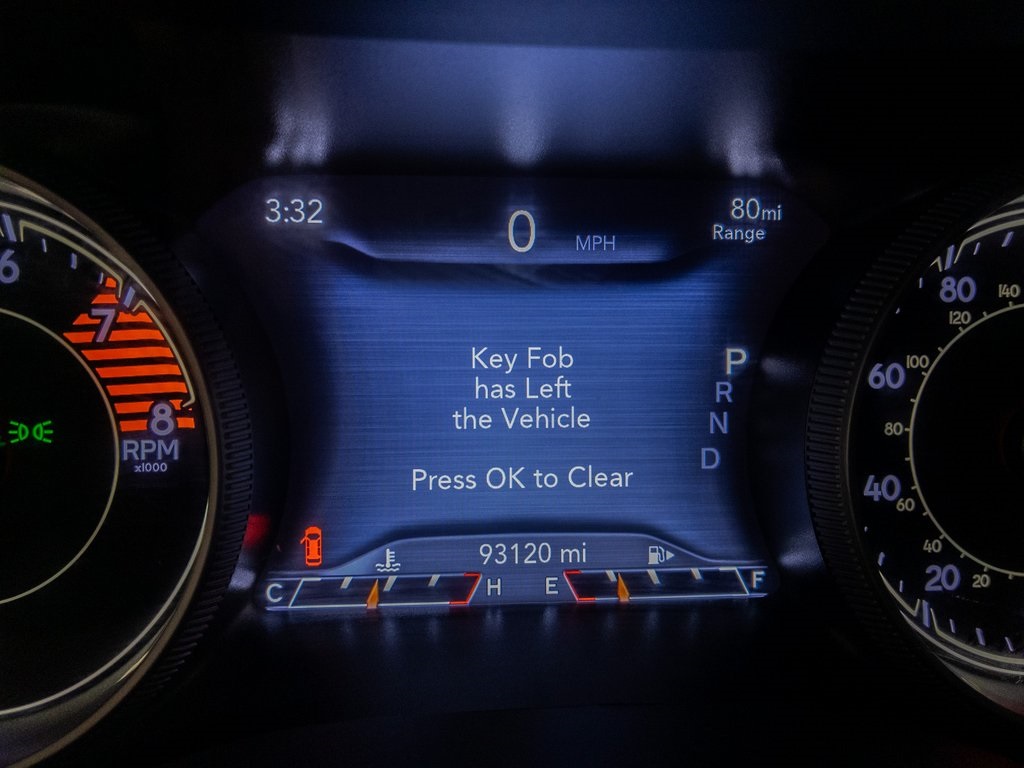 3:32
0 MPH
80mi
Range
Key Fob
has Left
the Vehicle
Press OK to Clear
P
R
N
D
93120 mi
C
H
E
F
6
7
8
RPM
x1000
80
60
40
20
140
120
100
80
60
40
20